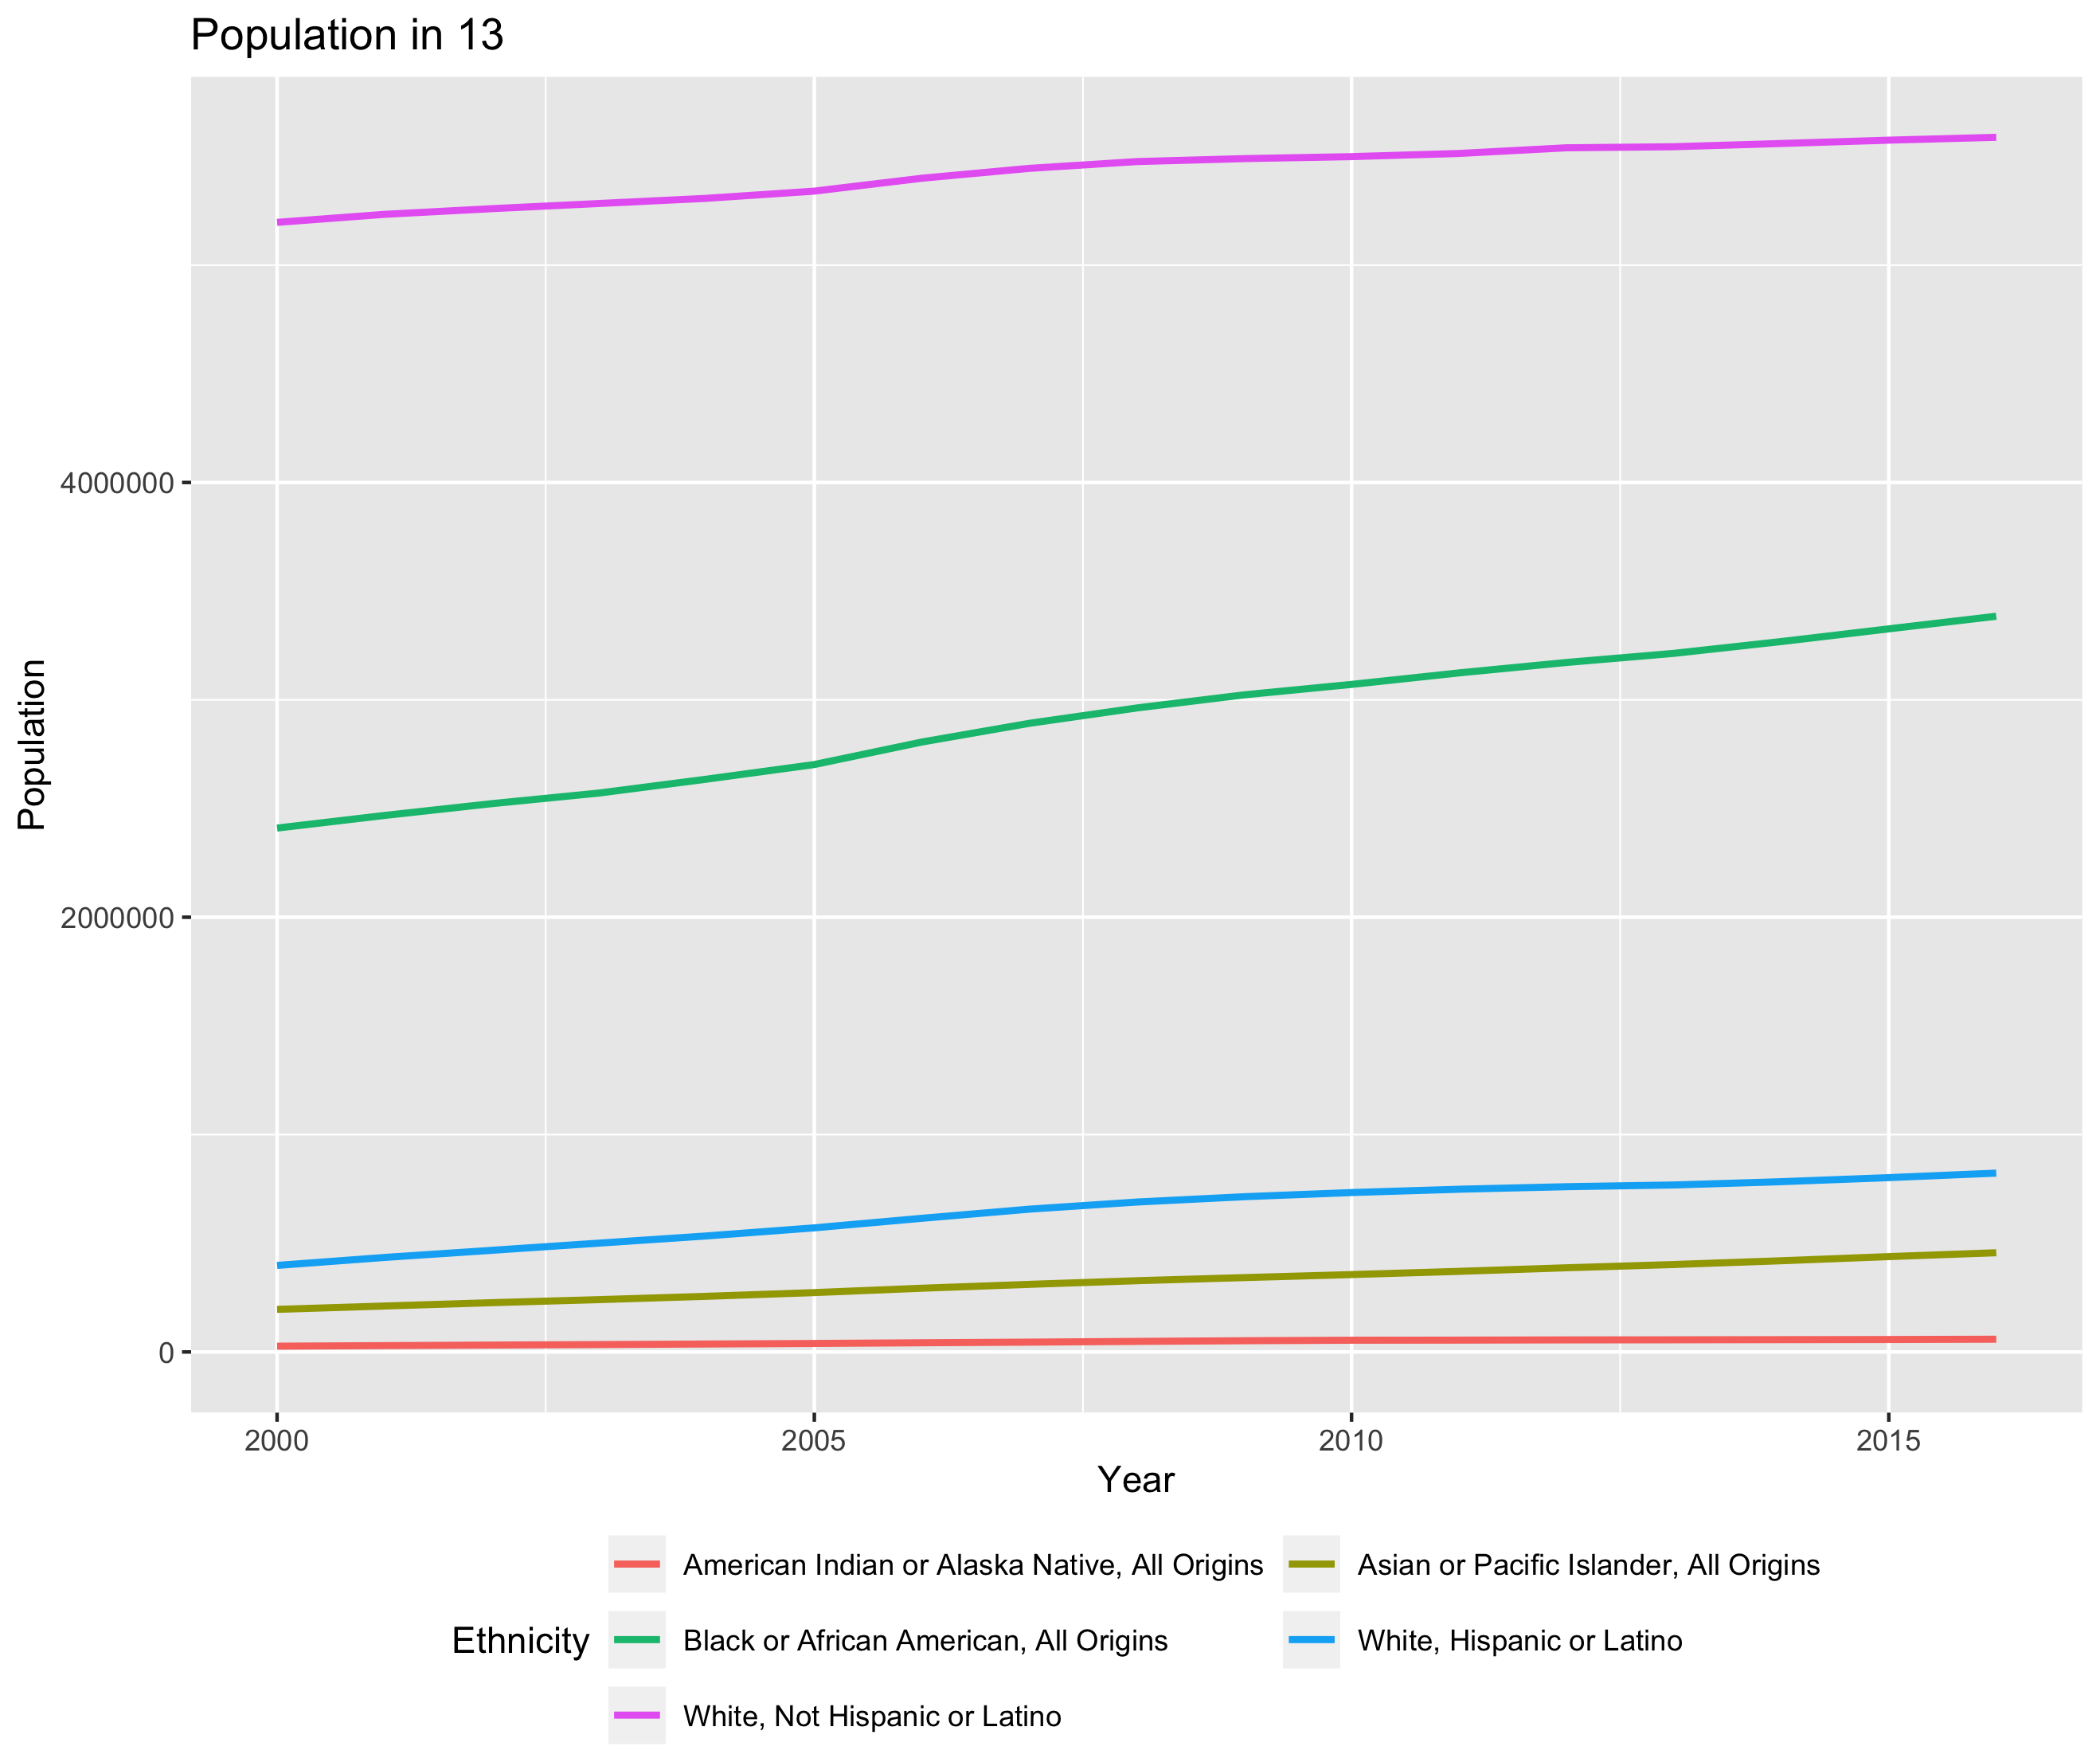 Population in 13
Population
4000000
2000000
0
2000 2005 2010 2015
Year
Ethnicity
American Indian or Alaska Native, All Origins
Asian or Pacific Islander, All Origins
Black or African American, All Origins
White, Hispanic or Latino
White, Not Hispanic or Latino